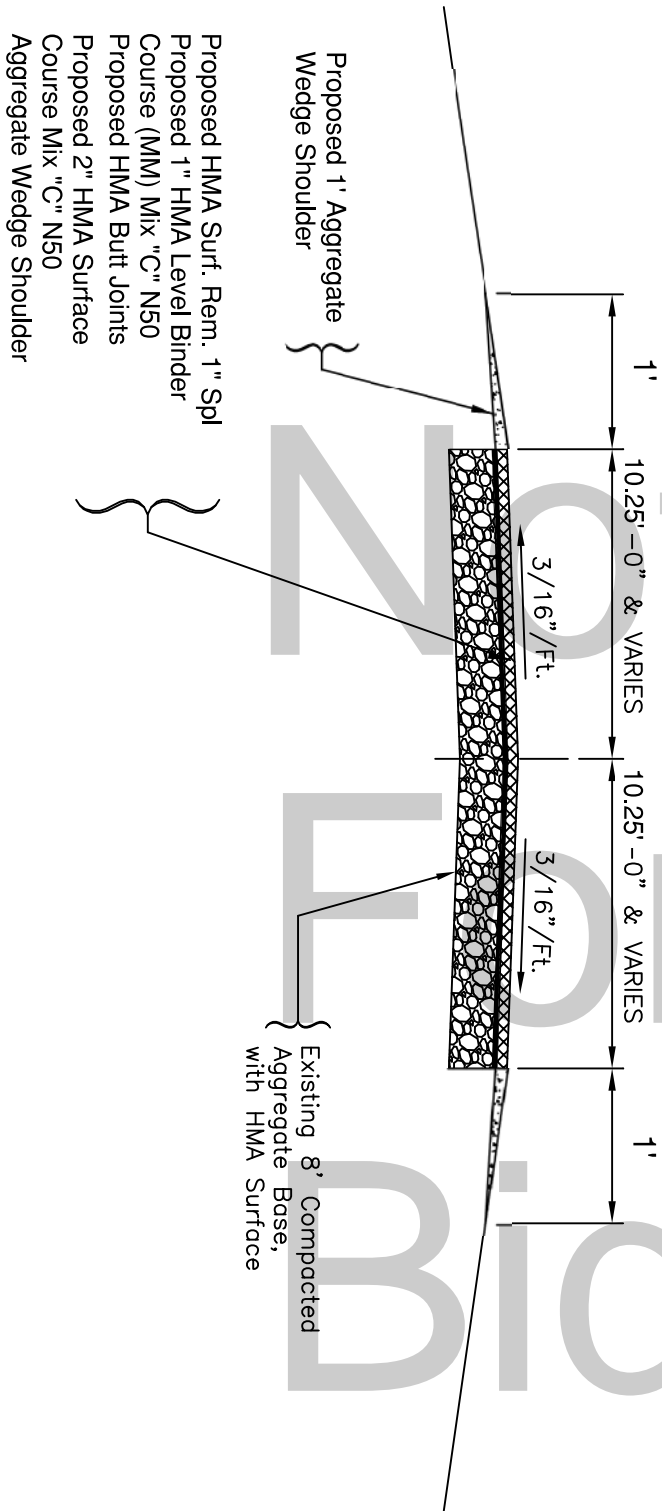 1'
10.25'-0" & VARIES
10.25'-0" & VARIES
1'
3/16"/Ft.
3/16"/Ft.
Proposed 1' Aggregate
Wedge Shoulder
Existing 8' Compacted
Aggregate Base,
with HMA Surface
Proposed HMA Surf. Rem. 1" Spl
Proposed 1" HMA Level Binder
Course (MM) Mix "C" N50
Proposed HMA Butt Joints
Proposed 2" HMA Surface
Course Mix "C" N50
Aggregate Wedge Shoulder
No
For
Bid